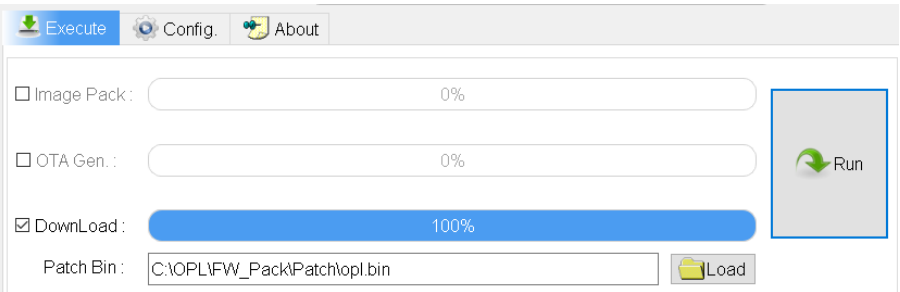 Execute Config. About
Image Pack : 0%
OTA Gen. : 0%
Run
DownLoad : 100%
Patch Bin : C:\OPL\FW_Pack\Patch\opl.bin Load